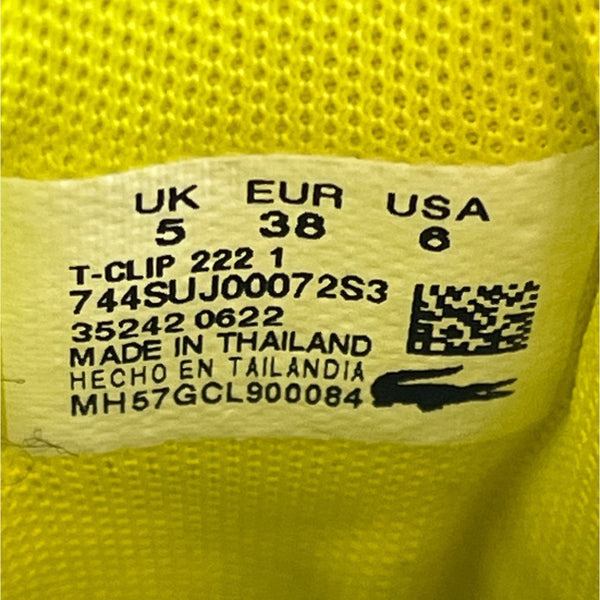 UK EUR USA
5 38 6
T-CLIP 222 1
744SUJ00072S3
35242 0622
MADE IN THAILAND
HECHO EN TAILANDIA
MH57GCL900084